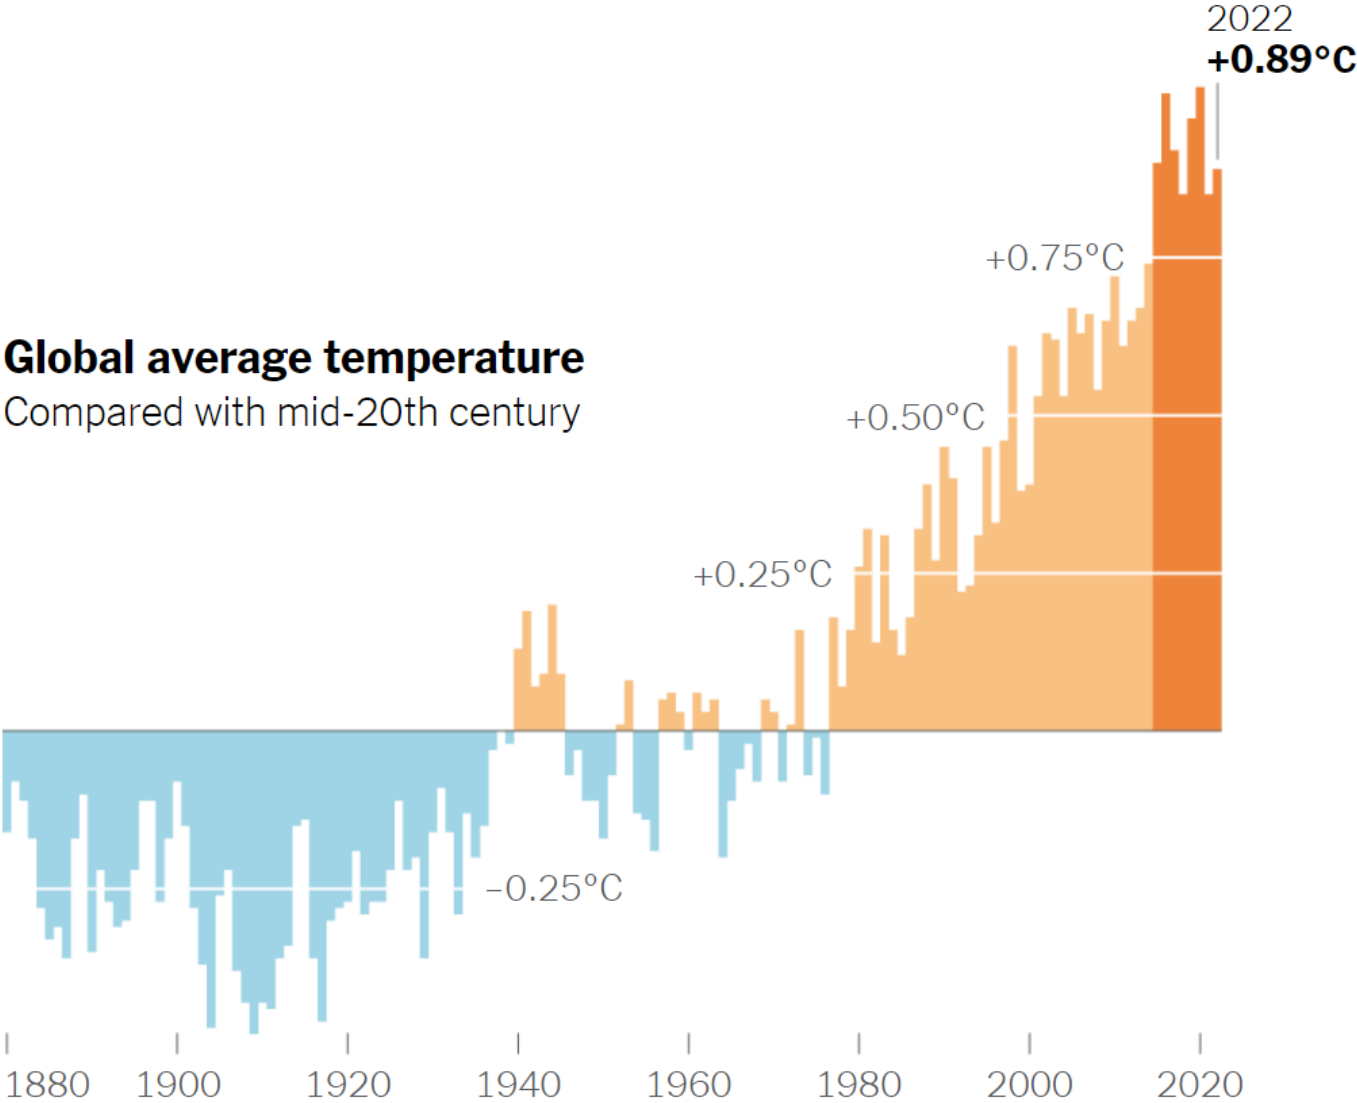 2022
+0.89°C
+0.75°C
Global average temperature
Compared with mid-20th century
+0.50°C
+0.25°C
–0.25°C
1880 1900 1920 1940 1960 1980 2000 2020